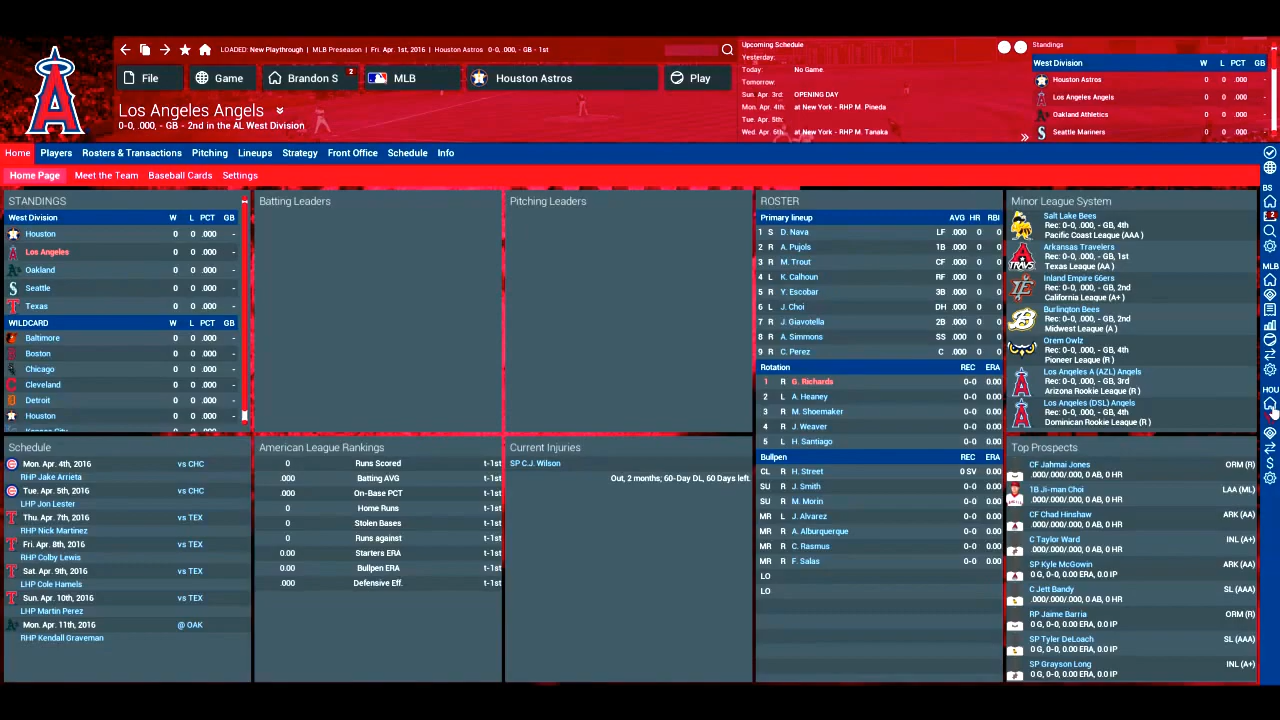 LOADED: New Playthrough | MLB Preseason | Fri. Apr. 1st, 2016 | Houston Astros 0-0, .000, - GB - 1st
File
Game
Brandon S 2
MLB
Houston Astros
Play
Los Angeles Angels
0-0, .000, - GB - 2nd in the AL West Division
Upcoming Schedule
Yesterday:
Today: No Game.
Tomorrow:
Sun. Apr. 3rd: OPENING DAY
Mon. Apr. 4th: at New York - RHP M. Pineda
Tue. Apr. 5th:
Wed. Apr. 6th: at New York - RHP M. Tanaka
Standings
West Division W L PCT GB
Houston Astros 0 0 .000 -
Los Angeles Angels 0 0 .000 -
Oakland Athletics 0 0 .000 -
Seattle Mariners 0 0 .000 -
Home Players Rosters & Transactions Pitching Lineups Strategy Front Office Schedule Info
Home Page Meet the Team Baseball Cards Settings
STANDINGS
West Division W L PCT GB
Houston 0 0 .000 -
Los Angeles 0 0 .000 -
Oakland 0 0 .000 -
Seattle 0 0 .000 -
Texas 0 0 .000 -
WILDCARD W L PCT GB
Baltimore 0 0 .000 -
Boston 0 0 .000 -
Chicago 0 0 .000 -
Cleveland 0 0 .000 -
Detroit 0 0 .000 -
Houston 0 0 .000 -
Kansas City
Batting Leaders
Pitching Leaders
ROSTER
Primary lineup AVG HR RBI
1 S D. Nava LF .000 0 0
2 R A. Pujols 1B .000 0 0
3 R M. Trout CF .000 0 0
4 L K. Calhoun RF .000 0 0
5 R Y. Escobar 3B .000 0 0
6 L J. Choi DH .000 0 0
7 R J. Giavotella 2B .000 0 0
8 R A. Simmons SS .000 0 0
9 R C. Perez C .000 0 0
Rotation REC ERA
1 R G. Richards 0-0 0.00
2 L A. Heaney 0-0 0.00
3 R M. Shoemaker 0-0 0.00
4 R J. Weaver 0-0 0.00
5 L H. Santiago 0-0 0.00
Bullpen REC ERA
CL R H. Street 0 SV 0.00
SU R J. Smith 0-0 0.00
SU R M. Morin 0-0 0.00
MR L J. Alvarez 0-0 0.00
MR R A. Alburquerque 0-0 0.00
MR R C. Rasmus 0-0 0.00
MR R F. Salas 0-0 0.00
LO
LO
Minor League System
Salt Lake Bees
Rec: 0-0, .000, - GB, 4th
Pacific Coast League (AAA )
Arkansas Travelers
Rec: 0-0, .000, - GB, 1st
Texas League (AA )
Inland Empire 66ers
Rec: 0-0, .000, - GB, 2nd
California League (A+ )
Burlington Bees
Rec: 0-0, .000, - GB, 2nd
Midwest League (A )
Orem Owlz
Rec: 0-0, .000, - GB, 4th
Pioneer League (R )
Los Angeles A (AZL) Angels
Rec: 0-0, .000, - GB, 3rd
Arizona Rookie League (R )
Los Angeles (DSL) Angels
Rec: 0-0, .000, - GB, 4th
Dominican Rookie League (R )
Schedule
Mon. Apr. 4th, 2016 vs CHC
RHP Jake Arrieta
Tue. Apr. 5th, 2016 vs CHC
LHP Jon Lester
Thu. Apr. 7th, 2016 vs TEX
RHP Nick Martinez
Fri. Apr. 8th, 2016 vs TEX
RHP Colby Lewis
Sat. Apr. 9th, 2016 vs TEX
LHP Cole Hamels
Sun. Apr. 10th, 2016 vs TEX
LHP Martin Perez
Mon. Apr. 11th, 2016 @ OAK
RHP Kendall Graveman
American League Rankings
0 Runs Scored t-1st
.000 Batting AVG t-1st
.000 On-Base PCT t-1st
0 Home Runs t-1st
0 Stolen Bases t-1st
0 Runs against t-1st
0.00 Starters ERA t-1st
0.00 Bullpen ERA t-1st
.000 Defensive Eff. t-1st
Current Injuries
SP C.J. Wilson
Out, 2 months; 60-Day DL, 60 Days left.
Top Prospects
CF Jahmai Jones ORM (R)
.000/.000/.000, 0 AB, 0 HR
1B Ji-man Choi LAA (ML)
.000/.000/.000, 0 AB, 0 HR
CF Chad Hinshaw ARK (AA)
.000/.000/.000, 0 AB, 0 HR
C Taylor Ward INL (A+)
.000/.000/.000, 0 AB, 0 HR
SP Kyle McGowin ARK (AA)
0 G, 0-0, 0.00 ERA, 0.0 IP
C Jett Bandy SL (AAA)
.000/.000/.000, 0 AB, 0 HR
RP Jaime Barria ORM (R)
0 G, 0-0, 0.00 ERA, 0.0 IP
SP Tyler DeLoach SL (AAA)
0 G, 0-0, 0.00 ERA, 0.0 IP
SP Grayson Long INL (A+)
0 G, 0-0, 0.00 ERA, 0.0 IP
BS
2
MLB
HOU